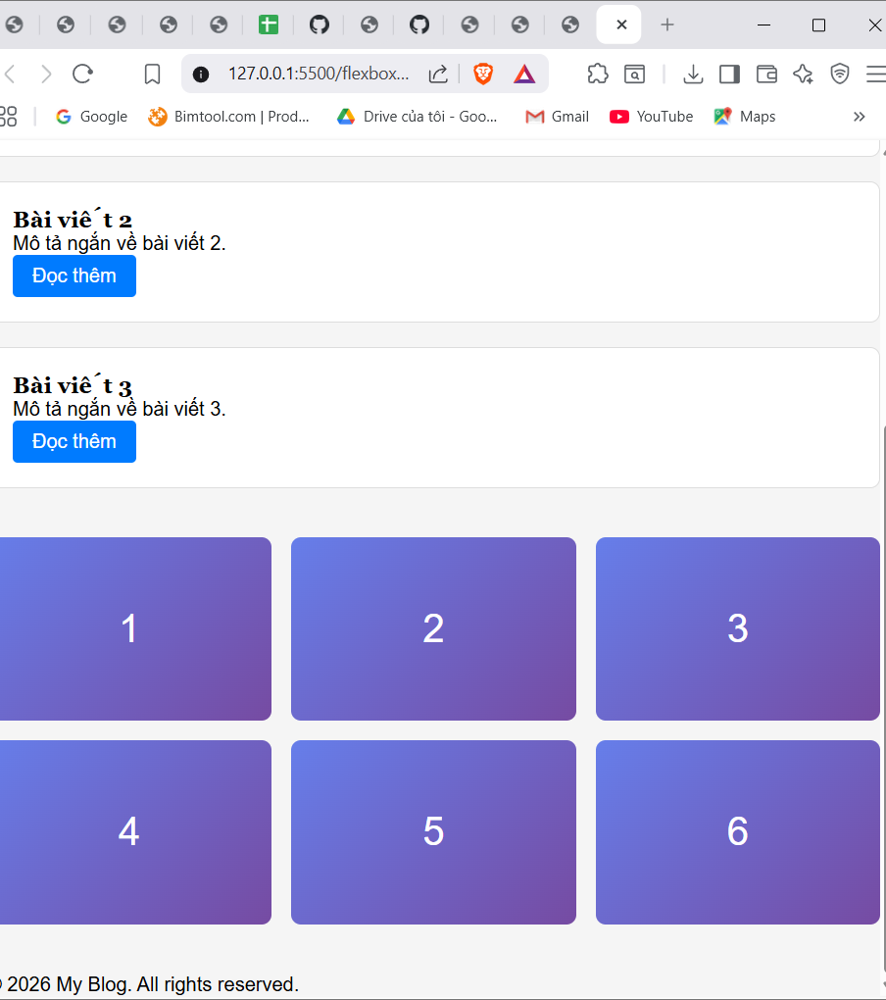 127.0.0.1:5500/flexbox...
Google Bimtool.com | Prod... Drive của tôi - Goo... Gmail YouTube Maps
Bài viết 2
Mô tả ngắn về bài viết 2.
Đọc thêm
Bài viết 3
Mô tả ngắn về bài viết 3.
Đọc thêm
1 2 3
4 5 6
© 2026 My Blog. All rights reserved.